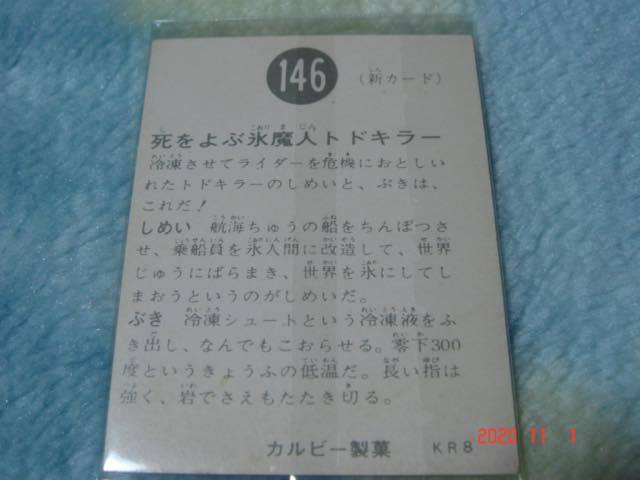 146
(新カード)
死をよぶ氷魔人トドキラー
冷凍させてライダーを危機におとしい
れたトドキラーのしめいと、ぶきは、
これだ!
しめい 航海ちゅうの船をちんぼつさ
せ、乗船員を氷人間に改造して、世界
じゅうにばらまき、世界を氷にしてし
まおうというのがしめいだ。
ぶき 冷凍シュートという冷凍液をふ
き出し、なんでもこおらせる。零下300
度というきょうふの低温だ。長い指は
強く、岩でさえもたたき切る。
カルビー製菓 KR8
2020 11 1